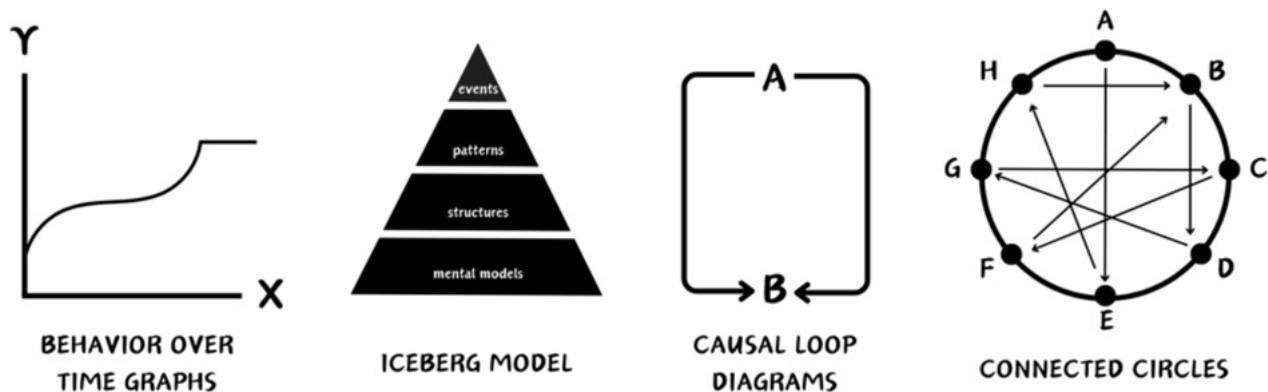 Y
X
BEHAVIOR OVER
TIME GRAPHS
events
patterns
structures
mental models
ICEBERG MODEL
A
B
CAUSAL LOOP
DIAGRAMS
A
H
B
G
C
F
D
E
CONNECTED CIRCLES